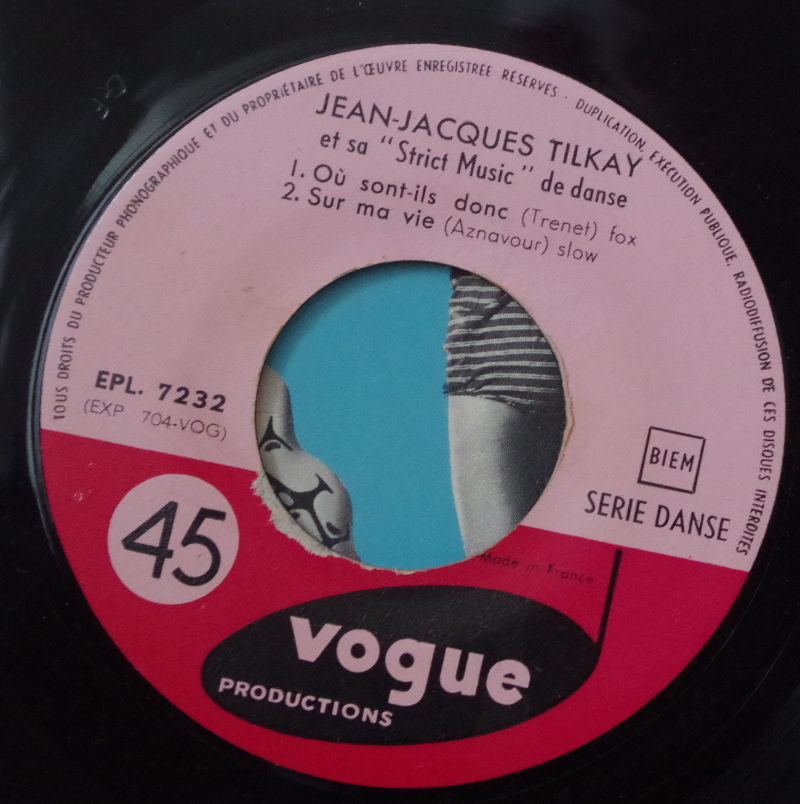 TOUS DROITS DU PRODUCTEUR PHONOGRAPHIQUE ET DU PROPRIÉTAIRE DE L'ŒUVRE ENREGISTRÉE RÉSERVÉS · DUPLICATION, EXÉCUTION PUBLIQUE, RADIODIFFUSION DE CES DISQUES INTERDITES
JEAN-JACQUES TILKAY
et sa "Strict Music" de danse
1. Où sont-ils donc (Trenet) fox
2. Sur ma vie (Aznavour) slow
EPL. 7232
(EXP 704-VOG)
BIEM
SERIE DANSE
45
Made in France
vogue
PRODUCTIONS